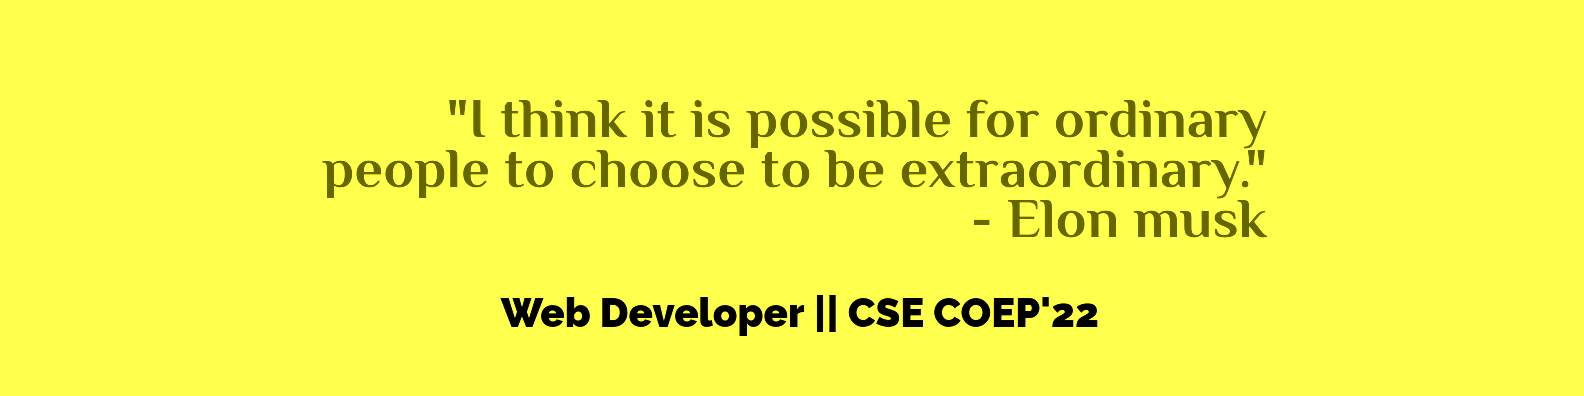 "I think it is possible for ordinary
people to choose to be extraordinary."
- Elon musk
Web Developer || CSE COEP'22